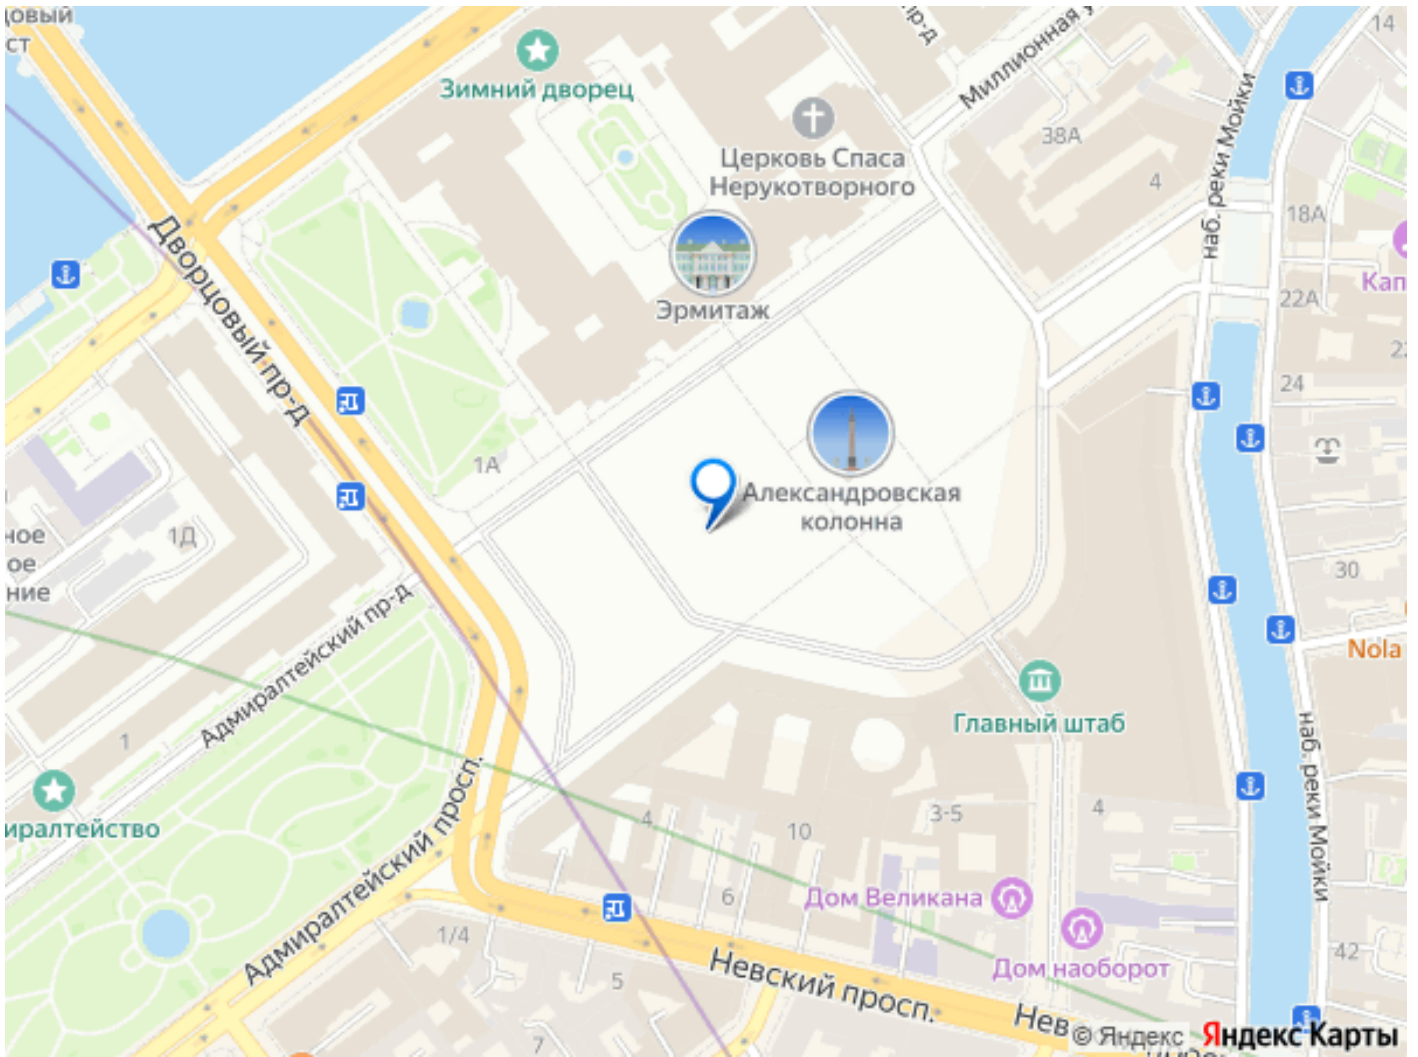 ст
Зимний дворец
Миллионная у
пр-д
наб. реки Мойки
14
38А
4
Церковь Спаса
Нерукотворного
18А
Дворцовый пр-д
Эрмитаж
22А
24
1А
Александровская
колонна
1Д
30
Адмиралтейский пр-д
Nola
Главный штаб
1
наб. реки Мойки
Адмиралтейский просп.
4
10
3-5
4
6
Дом Великана
1/4
Дом наоборот
42
5
Невский просп.
7
Нев
© Яндекс
Яндекс Карты